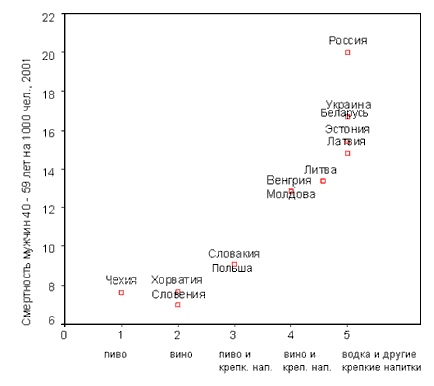 Смертность мужчин 40 - 59 лет на 1000 чел., 2001
22
20
18
16
14
12
10
8
6
Россия
Украина
Беларусь
Эстония
Латвия
Литва
Венгрия
Молдова
Словакия
Польша
Чехия
Хорватия
Словения
0 1 2 3 4 5
пиво вино пиво и вино и водка и другие
крепк. нап. креп. нап. крепкие напитки